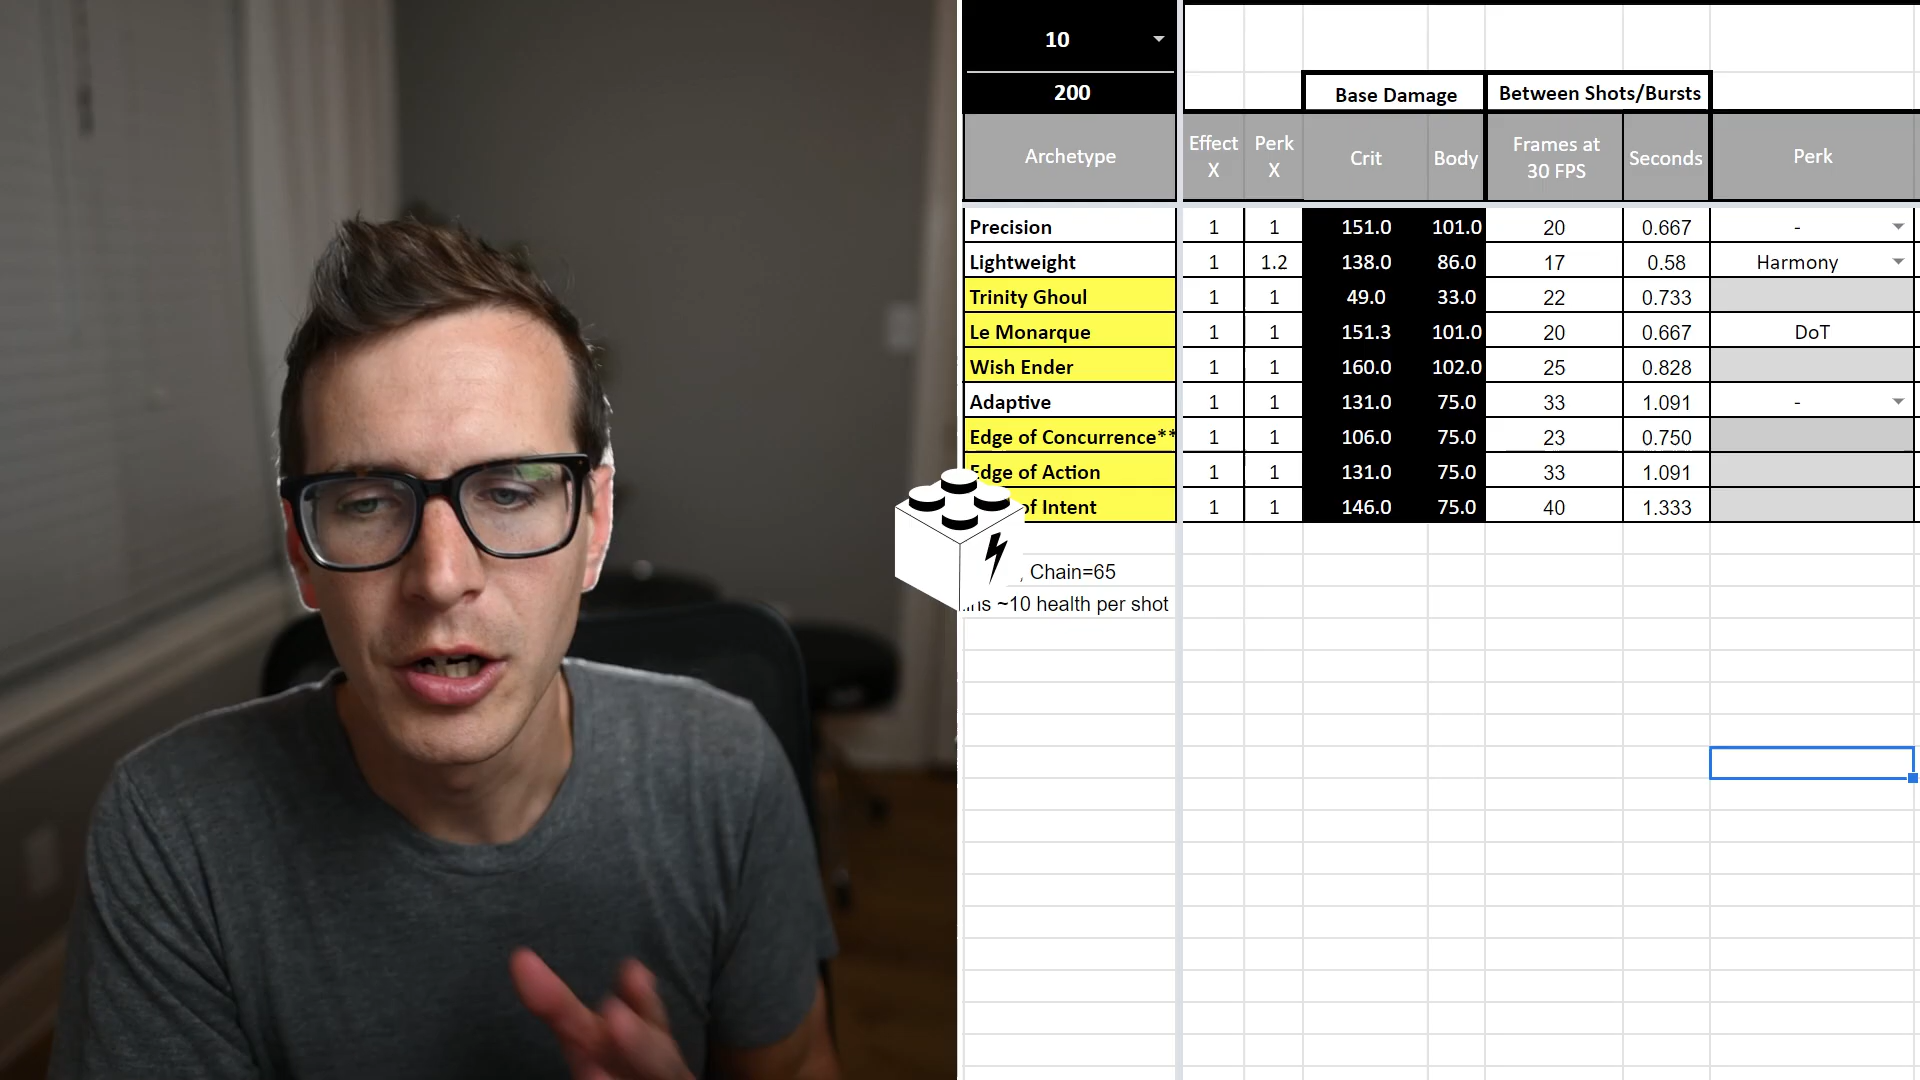 10
200
Base Damage Between Shots/Bursts
Archetype Effect X Perk X Crit Body Frames at 30 FPS Seconds Perk
Precision 1 1 151.0 101.0 20 0.667 -
Lightweight 1 1.2 138.0 86.0 17 0.58 Harmony
Trinity Ghoul 1 1 49.0 33.0 22 0.733
Le Monarque 1 1 151.3 101.0 20 0.667 DoT
Wish Ender 1 1 160.0 102.0 25 0.828
Adaptive 1 1 131.0 75.0 33 1.091 -
Edge of Concurrence** 1 1 106.0 75.0 23 0.750
Edge of Action 1 1 131.0 75.0 33 1.091
of Intent 1 1 146.0 75.0 40 1.333
, Chain=65
~10 health per shot